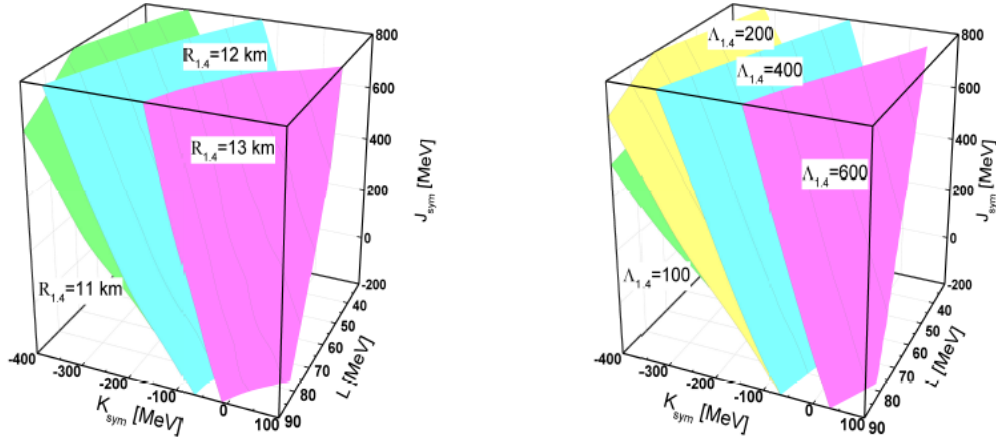 R1.4=12 km
R1.4=13 km
R1.4=11 km
800
600
400
200
0
-200
Jsym [MeV]
40
50
60
70
80
90
L [MeV]
-400
-300
-200
-100
0
100
Ksym [MeV]
Λ1.4=200
Λ1.4=400
Λ1.4=600
Λ1.4=100
800
600
400
200
0
-200
Jsym [MeV]
40
50
60
70
80
90
L [MeV]
-400
-300
-200
-100
0
100
Ksym [MeV]